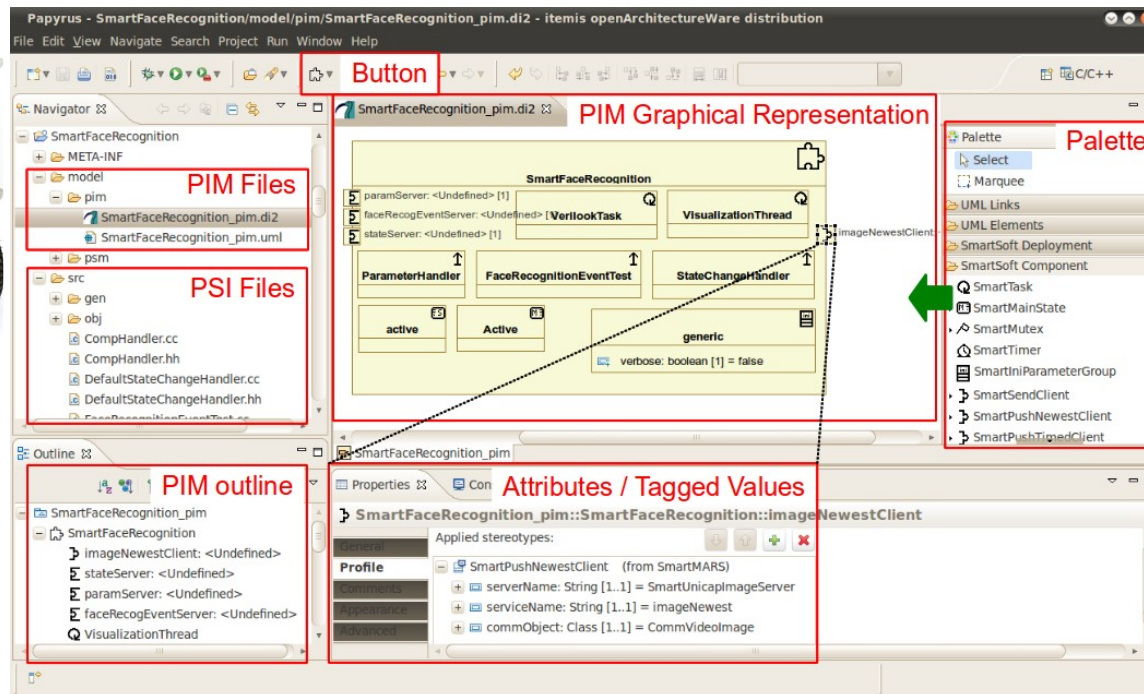 Papyrus - SmartFaceRecognition/model/pim/SmartFaceRecognition_pim.di2 - itemis openArchitectureWare distribution
File Edit View Navigate Search Project Run Window Help
Button
C/C++
Navigator
SmartFaceRecognition
META-INF
model
PIM Files
pim
SmartFaceRecognition_pim.di2
SmartFaceRecognition_pim.uml
psm
src
PSI Files
gen
obj
CompHandler.cc
CompHandler.hh
DefaultStateChangeHandler.cc
DefaultStateChangeHandler.hh
SmartFaceRecognition_pim.di2
PIM Graphical Representation
SmartFaceRecognition
paramServer: <Undefined> [1]
faceRecogEventServer: <Undefined> [
VerilookTask
VisualizationThread
stateServer: <Undefined> [1]
imageNewestClient:
ParameterHandler
FaceRecognitionEventTest
StateChangeHandler
active
Active
generic
verbose: boolean [1] = false
SmartFaceRecognition_pim
Palette
Palette
Select
Marquee
UML Links
UML Elements
SmartSoft Deployment
SmartSoft Component
SmartTask
SmartMainState
SmartMutex
SmartTimer
SmartIniParameterGroup
SmartSendClient
SmartPushNewestClient
SmartPushTimedClient
Outline
PIM outline
SmartFaceRecognition_pim
SmartFaceRecognition
imageNewestClient: <Undefined>
stateServer: <Undefined>
paramServer: <Undefined>
faceRecogEventServer: <Undefined>
VisualizationThread
Properties
Con
Attributes / Tagged Values
SmartFaceRecognition_pim::SmartFaceRecognition::imageNewestClient
General
Profile
Comments
Appearance
Advanced
Applied stereotypes:
SmartPushNewestClient (from SmartMARS)
serverName: String [1..1] = SmartUnicapImageServer
serviceName: String [1..1] = imageNewest
commObject: Class [1..1] = CommVideoImage